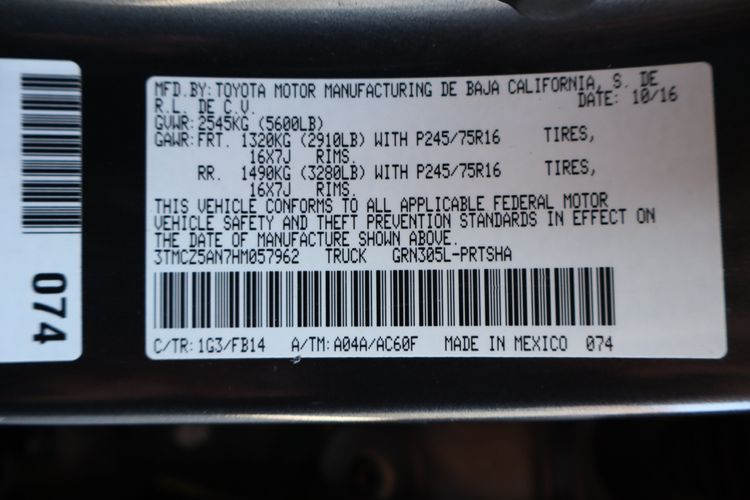 MFD.BY:TOYOTA MOTOR MANUFACTURING DE BAJA CALIFORNIA, S. DE
R.L. DE C.V. DATE: 10/16
GVWR:2545KG (5600LB)
GAWR:FRT. 1320KG (2910LB) WITH P245/75R16 TIRES,
16X7J RIMS.
RR. 1490KG (3280LB) WITH P245/75R16 TIRES,
16X7J RIMS.
THIS VEHICLE CONFORMS TO ALL APPLICABLE FEDERAL MOTOR
VEHICLE SAFETY AND THEFT PREVENTION STANDARDS IN EFFECT ON
THE DATE OF MANUFACTURE SHOWN ABOVE.
3TMCZ5AN7HM057962 TRUCK GRN305L-PRTSHA
C/TR:1G3/FB14 A/TM:A04A/AC60F MADE IN MEXICO 074
074